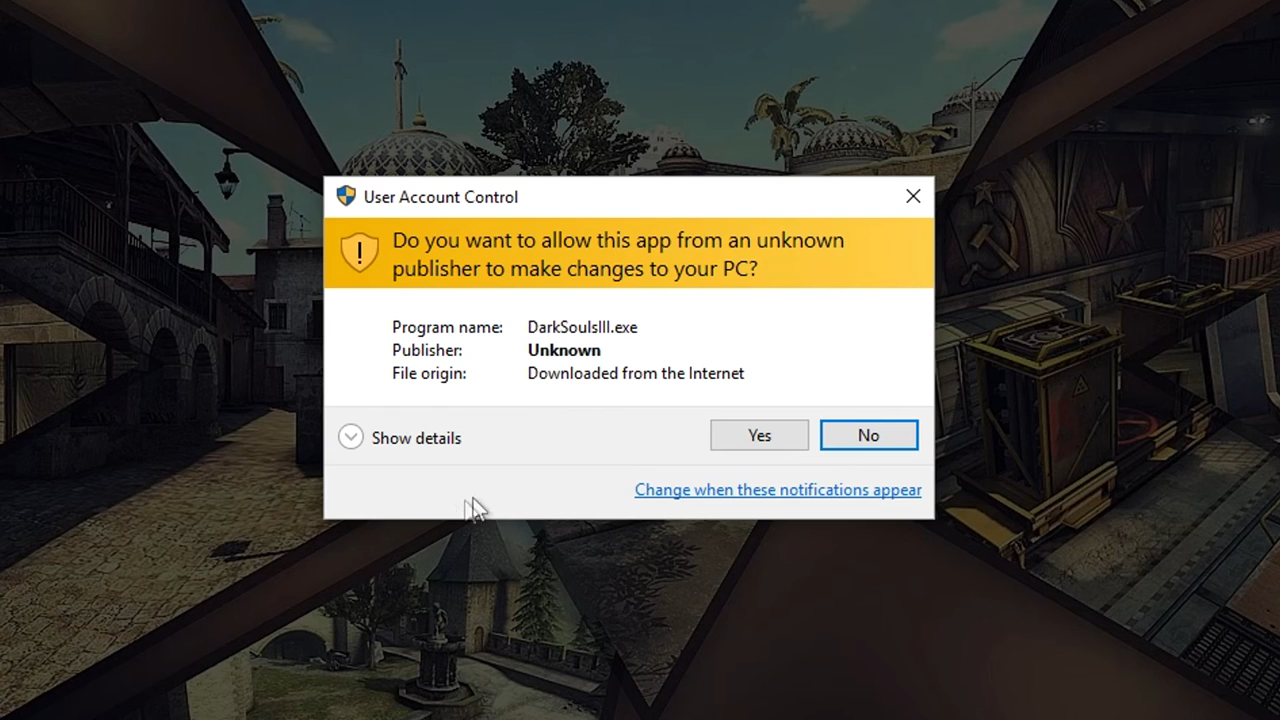 User Account Control
Do you want to allow this app from an unknown
publisher to make changes to your PC?
Program name: DarkSoulsIII.exe
Publisher: Unknown
File origin: Downloaded from the Internet
Show details
Yes
No
Change when these notifications appear